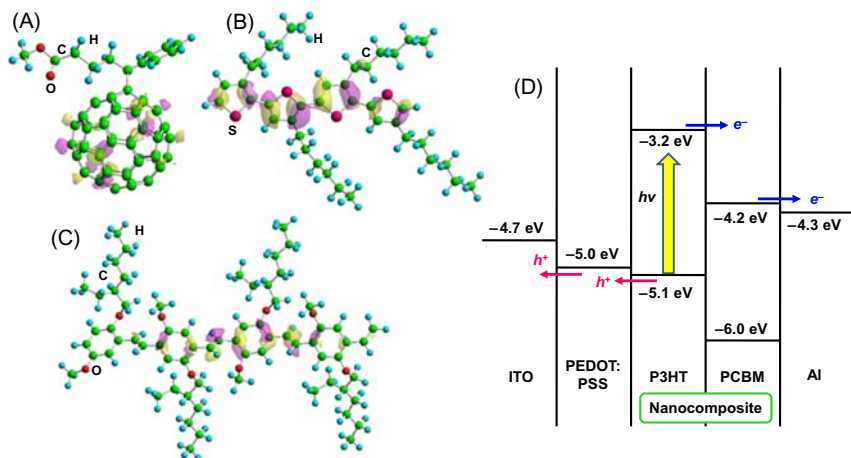 (A)
H
C
O
(B)
H
C
S
(C)
H
C
O
(D)
e⁻
−3.2 eV
hν
e⁻
−4.7 eV
−4.2 eV
−4.3 eV
−5.0 eV
h⁺
h⁺
−5.1 eV
−6.0 eV
ITO
PEDOT:
PSS
P3HT
PCBM
Al
Nanocomposite